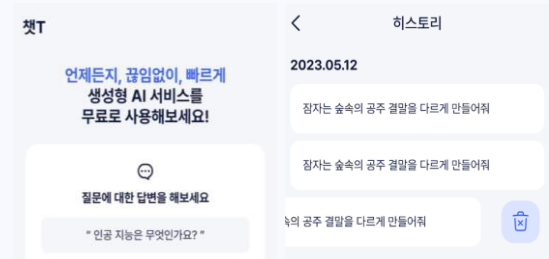 챗T
언제든지, 끊임없이, 빠르게
생성형 AI 서비스를
무료로 사용해보세요!
질문에 대한 답변을 해보세요
" 인공 지능은 무엇인가요? "
히스토리
2023.05.12
잠자는 숲속의 공주 결말을 다르게 만들어줘
잠자는 숲속의 공주 결말을 다르게 만들어줘
속의 공주 결말을 다르게 만들어줘